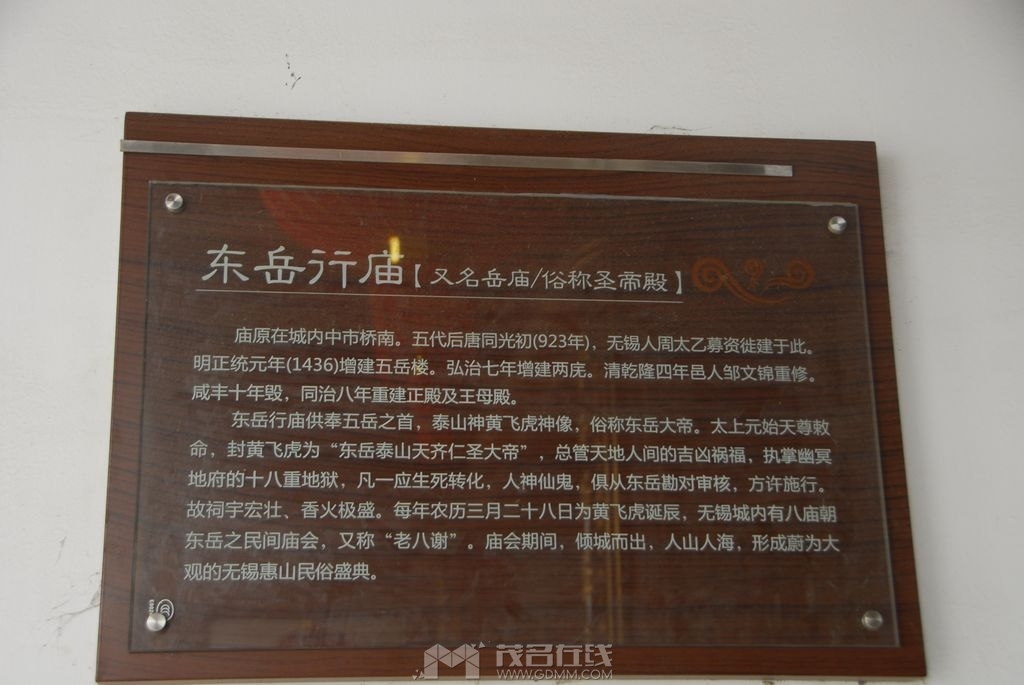 东岳行庙【又名岳庙/俗称圣帝殿】
庙原在城内中市桥南。五代后唐同光初(923年)，无锡人周太乙募资徙建于此。
明正统元年(1436)增建五岳楼。弘治七年增建两庑。清乾隆四年邑人邹文锦重修。
咸丰十年毁，同治八年重建正殿及王母殿。
东岳行庙供奉五岳之首，泰山神黄飞虎神像，俗称东岳大帝。太上元始天尊敕
命，封黄飞虎为“东岳泰山天齐仁圣大帝”，总管天地人间的吉凶祸福，执掌幽冥
地府的十八重地狱，凡一应生死转化，人神仙鬼，俱从东岳勘对审核，方许施行。
故祠宇宏壮、香火极盛。每年农历三月二十八日为黄飞虎诞辰，无锡城内有八庙朝
东岳之民间庙会，又称“老八谢”。庙会期间，倾城而出，人山人海，形成蔚为大
观的无锡惠山民俗盛典。
茂名在线
WWW.GDMM.COM